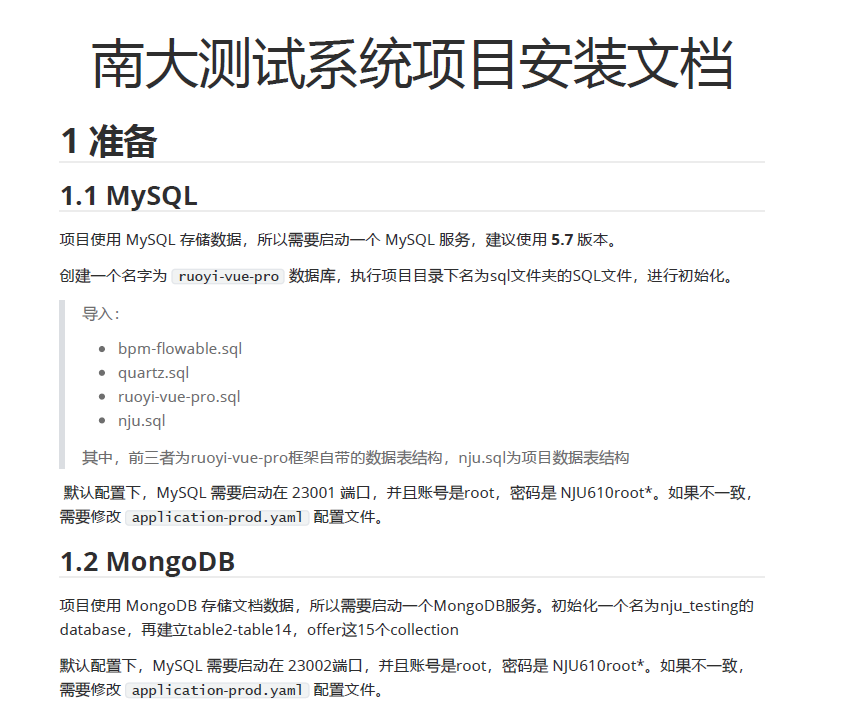 南大测试系统项目安装文档
1 准备
1.1 MySQL
项目使用 MySQL 存储数据，所以需要启动一个 MySQL 服务，建议使用 5.7 版本。
创建一个名字为 ruoyi-vue-pro 数据库，执行项目目录下名为sql文件夹的SQL文件，进行初始化。
导入：
• bpm-flowable.sql
• quartz.sql
• ruoyi-vue-pro.sql
• nju.sql
其中，前三者为ruoyi-vue-pro框架自带的数据表结构，nju.sql为项目数据表结构
默认配置下，MySQL 需要启动在 23001 端口，并且账号是root，密码是 NJU610root*。如果不一致，
需要修改 application-prod.yaml 配置文件。
1.2 MongoDB
项目使用 MongoDB 存储文档数据，所以需要启动一个MongoDB服务。初始化一个名为nju_testing的
database，再建立table2-table14，offer这15个collection
默认配置下，MySQL 需要启动在 23002端口，并且账号是root，密码是 NJU610root*。如果不一致，
需要修改 application-prod.yaml 配置文件。